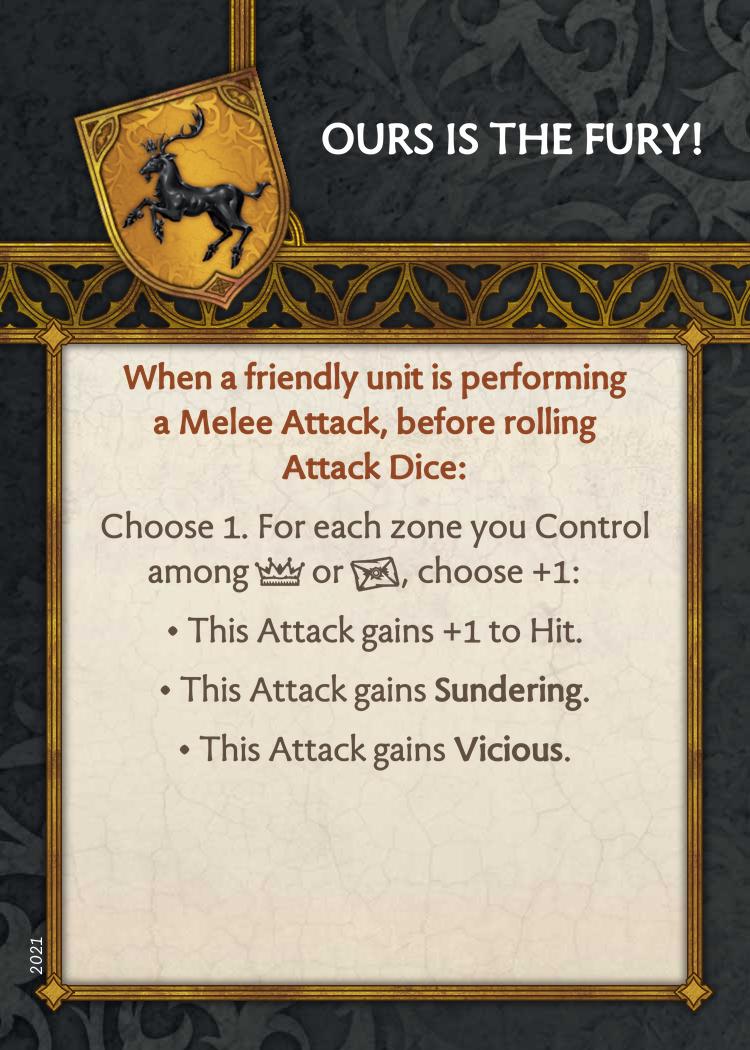 OURS IS THE FURY!
When a friendly unit is performing
a Melee Attack, before rolling
Attack Dice:
Choose 1. For each zone you Control
among or , choose +1:
• This Attack gains +1 to Hit.
• This Attack gains Sundering.
• This Attack gains Vicious.
2021